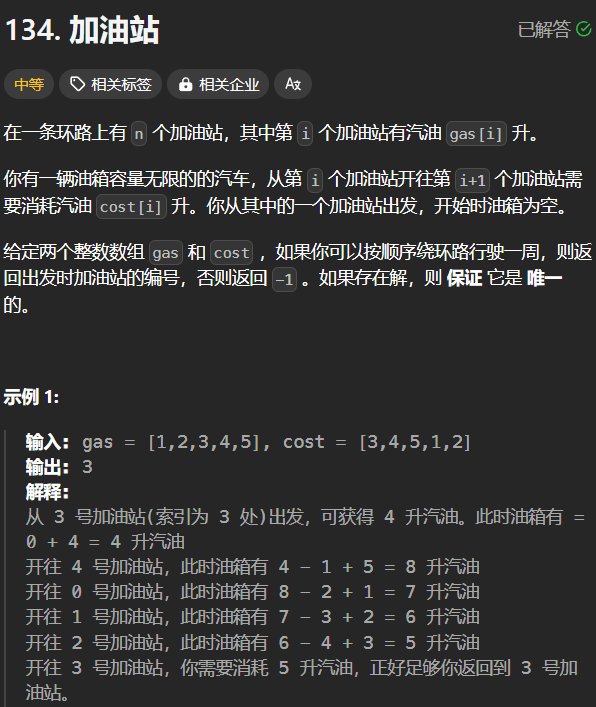 134. 加油站
已解答
中等 相关标签 相关企业 Az
在一条环路上有 n 个加油站，其中第 i 个加油站有汽油 gas[i] 升。
你有一辆油箱容量无限的的汽车，从第 i 个加油站开往第 i+1 个加油站需
要消耗汽油 cost[i] 升。你从其中的一个加油站出发，开始时油箱为空。
给定两个整数数组 gas 和 cost ，如果你可以按顺序绕环路行驶一周，则返
回出发时加油站的编号，否则返回 -1 。如果存在解，则 保证 它是 唯一
的。
示例 1:
输入: gas = [1,2,3,4,5], cost = [3,4,5,1,2]
输出: 3
解释:
从 3 号加油站(索引为 3 处)出发，可获得 4 升汽油。此时油箱有 =
0 + 4 = 4 升汽油
开往 4 号加油站，此时油箱有 4 - 1 + 5 = 8 升汽油
开往 0 号加油站，此时油箱有 8 - 2 + 1 = 7 升汽油
开往 1 号加油站，此时油箱有 7 - 3 + 2 = 6 升汽油
开往 2 号加油站，此时油箱有 6 - 4 + 3 = 5 升汽油
开往 3 号加油站，你需要消耗 5 升汽油，正好足够你返回到 3 号加
油站。